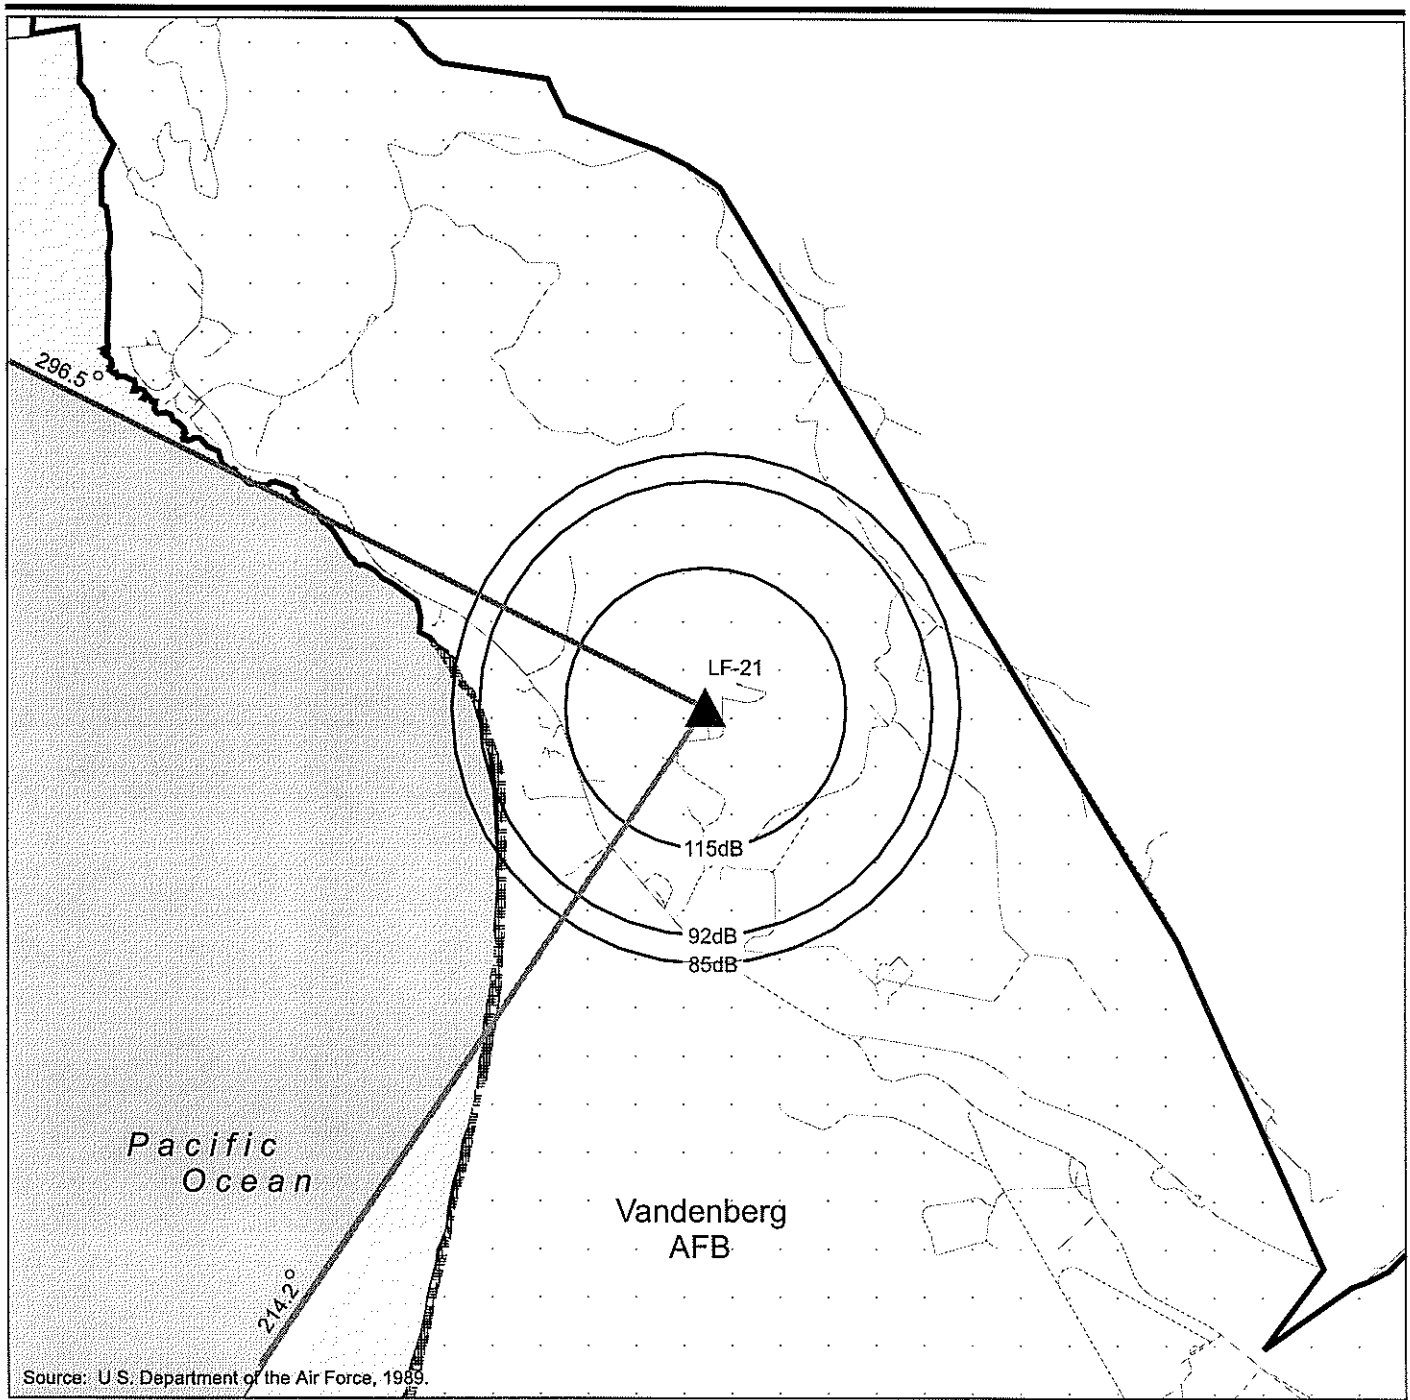 296.5°
LF-21
115dB
92dB
85dB
Pacific
Ocean
Vandenberg
AFB
214.2°
Source: U S. Department of the Air Force, 1989.